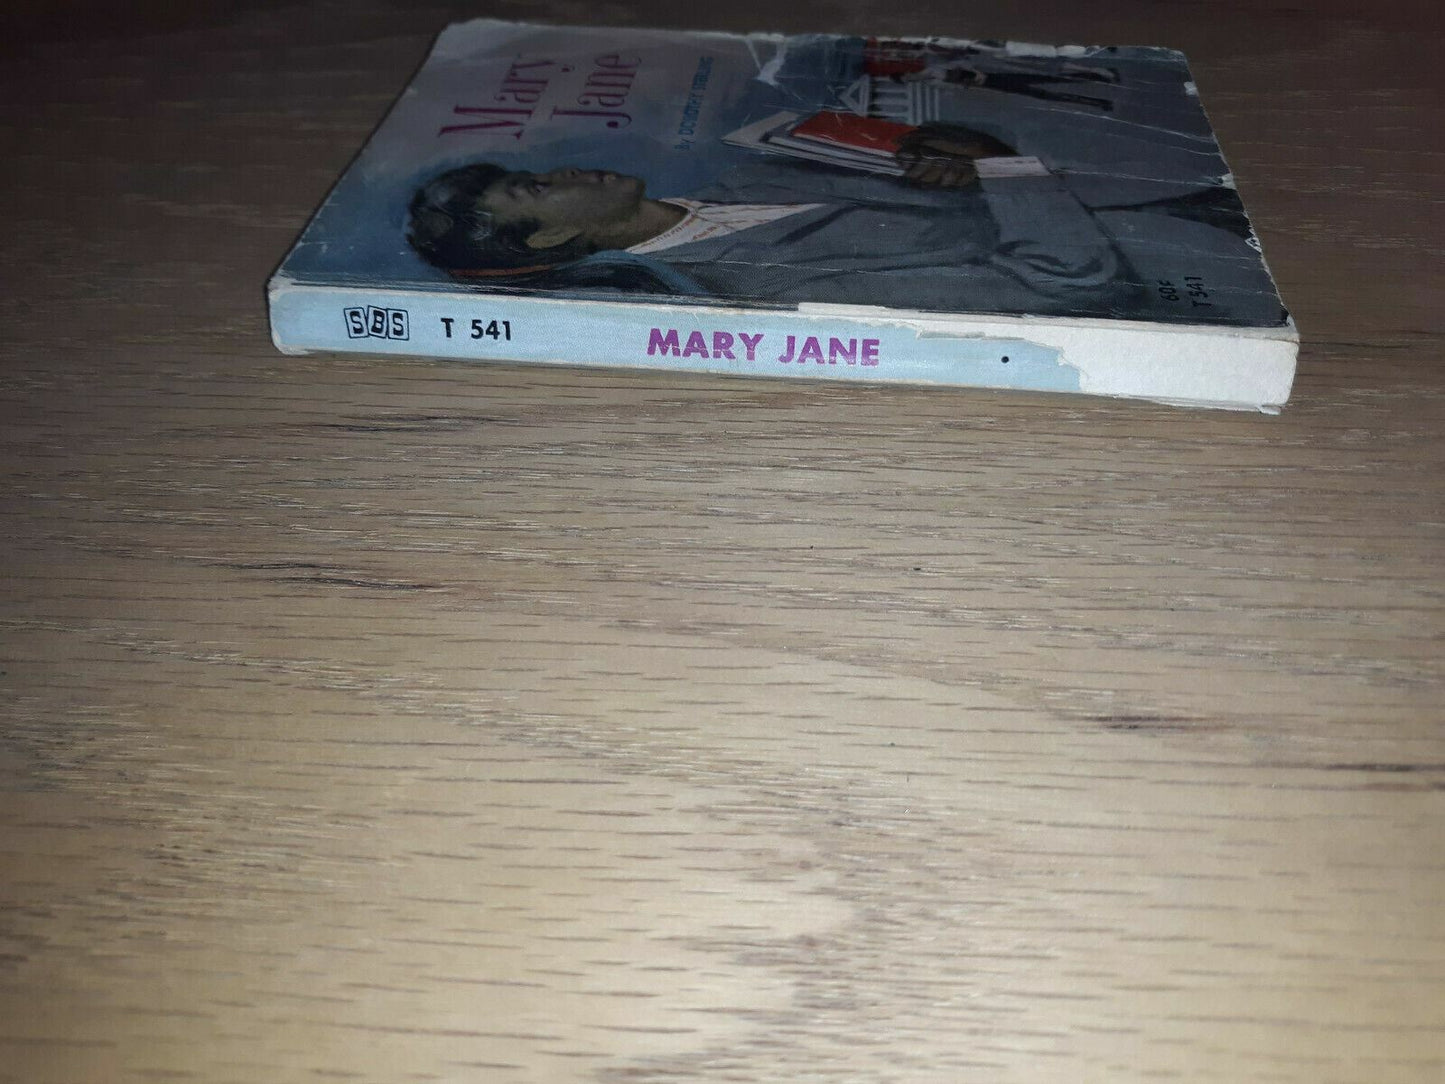 Mary
Jane
By DOROTHY STERLING
60¢
T 541
SBS T 541 MARY JANE •